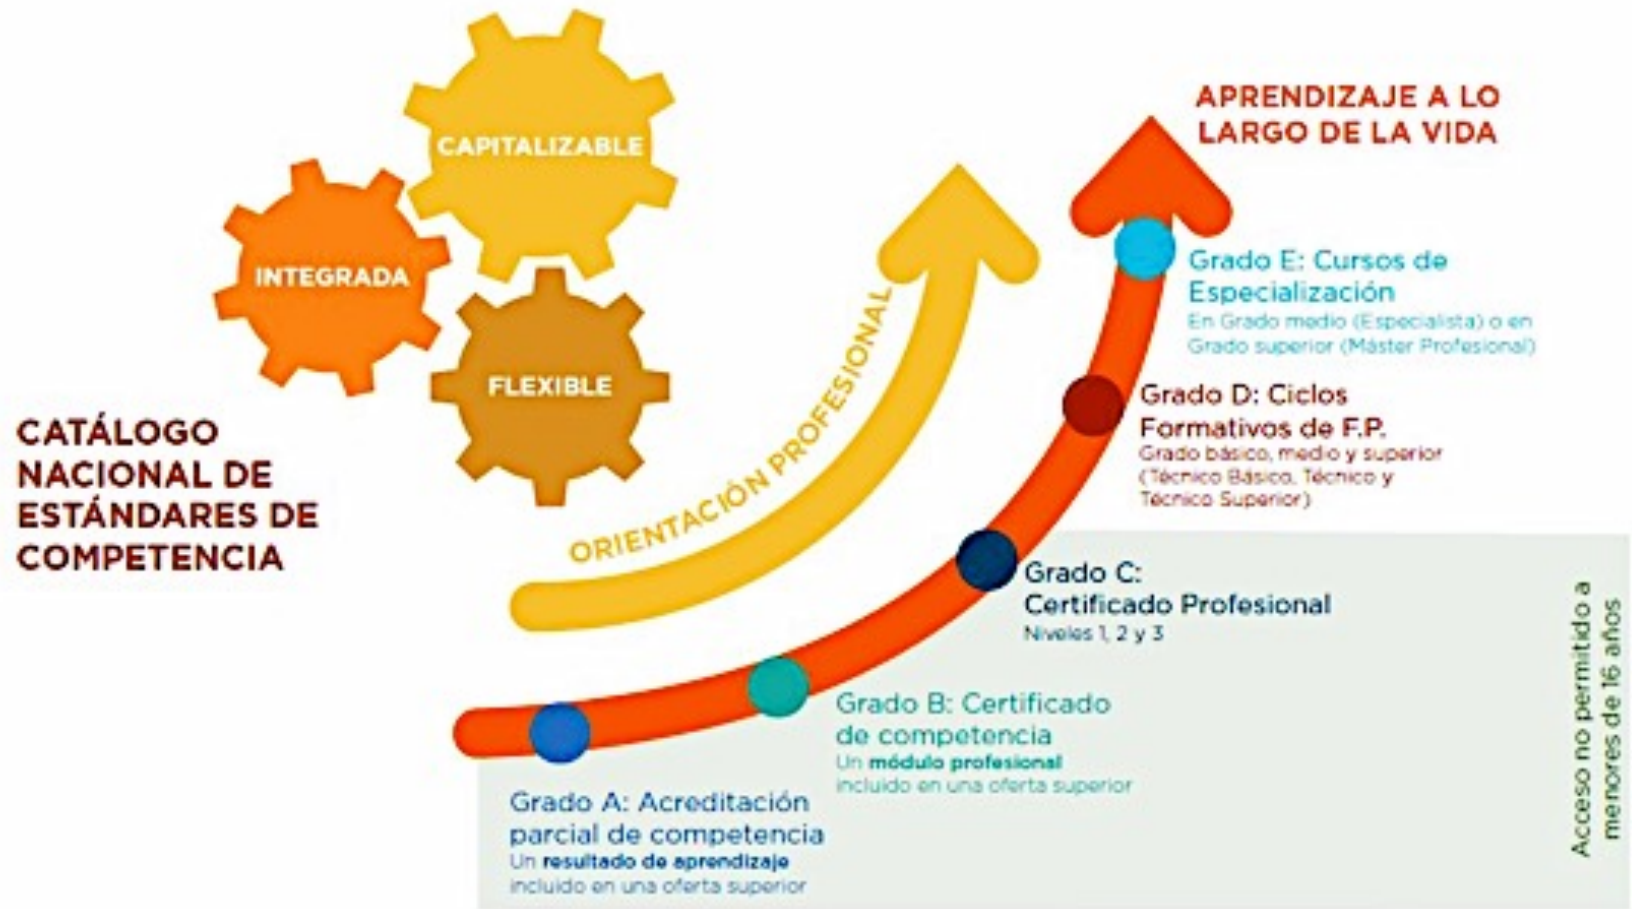 CAPITALIZABLE
INTEGRADA
FLEXIBLE
CATÁLOGO
NACIONAL DE
ESTÁNDARES DE
COMPETENCIA
ORIENTACIÓN PROFESIONAL
APRENDIZAJE A LO
LARGO DE LA VIDA
Grado E: Cursos de
Especialización
En Grado medio (Especialista) o en
Grado superior (Máster Profesional)
Grado D: Ciclos
Formativos de F.P.
Grado básico, medio y superior
(Técnico Básico, Técnico y
Técnico Superior)
Grado C:
Certificado Profesional
Niveles 1, 2 y 3
Grado B: Certificado
de competencia
Un módulo profesional
incluido en una oferta superior
Grado A: Acreditación
parcial de competencia
Un resultado de aprendizaje
incluido en una oferta superior
Acceso no permitido a
menores de 16 años